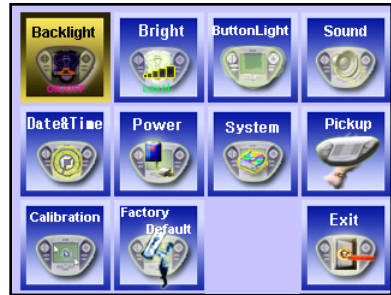 Backlight
ON/OFF
Bright
Level
ButtonLight
Sound
Date&Time
Power
System
Pickup
Calibration
Factory
Default
Exit